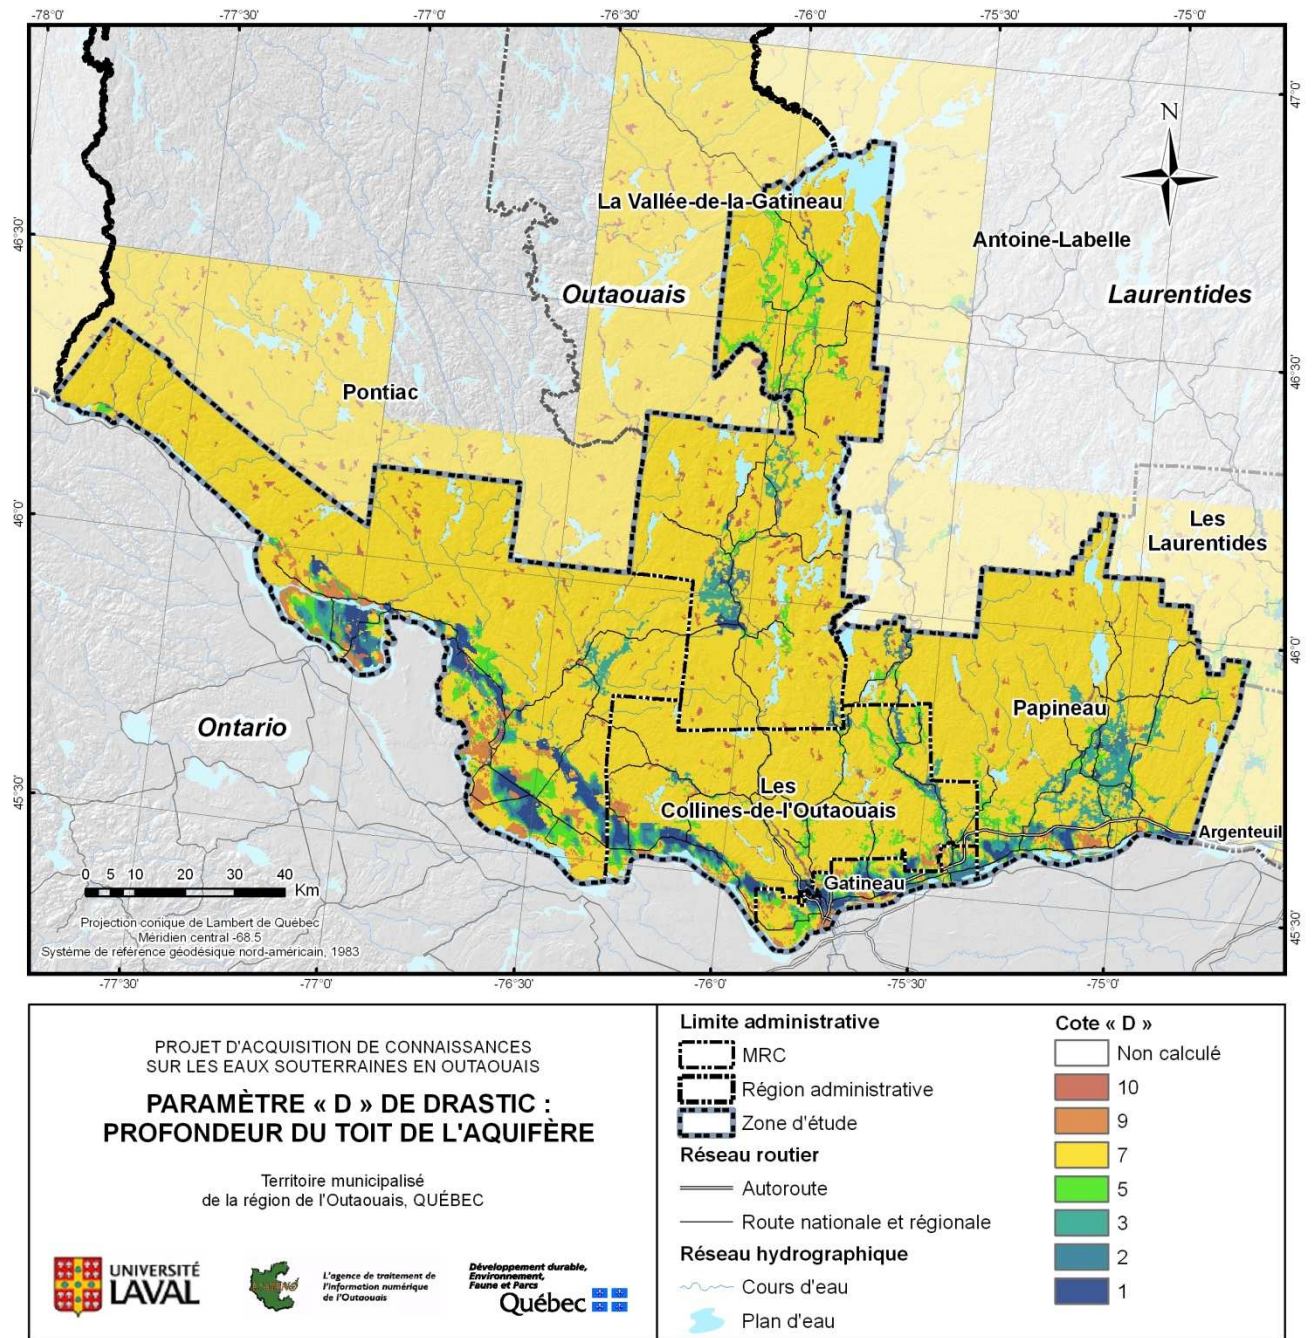 -78°0' -77°30' -77°0' -76°30' -76°0' -75°30' -75°0'
47°0'
N
La Vallée-de-la-Gatineau
46°30'
Antoine-Labelle
Outaouais
Laurentides
46°30'
Pontiac
46°0'
Les
Laurentides
46°0'
Papineau
Ontario
Les
Collines-de-l'Outaouais
45°30'
Argenteuil
Gatineau
0 5 10 20 30 40
Km
Projection conique de Lambert de Québec
Méridien central -68.5
Système de référence géodésique nord-américain, 1983
45°30'
-77°30' -77°0' -76°30' -76°0' -75°30' -75°0'
PROJET D'ACQUISITION DE CONNAISSANCES
SUR LES EAUX SOUTERRAINES EN OUTAOUAIS
PARAMÈTRE « D » DE DRASTIC :
PROFONDEUR DU TOIT DE L'AQUIFÈRE
Territoire municipalisé
de la région de l'Outaouais, QUÉBEC
UNIVERSITÉ
LAVAL
L'agence de traitement de
l'information numérique
de l'Outaouais
Développement durable,
Environnement,
Faune et Parcs
Québec
Limite administrative
MRC
Région administrative
Zone d'étude
Réseau routier
Autoroute
Route nationale et régionale
Réseau hydrographique
Cours d'eau
Plan d'eau
Cote « D »
Non calculé
10
9
7
5
3
2
1